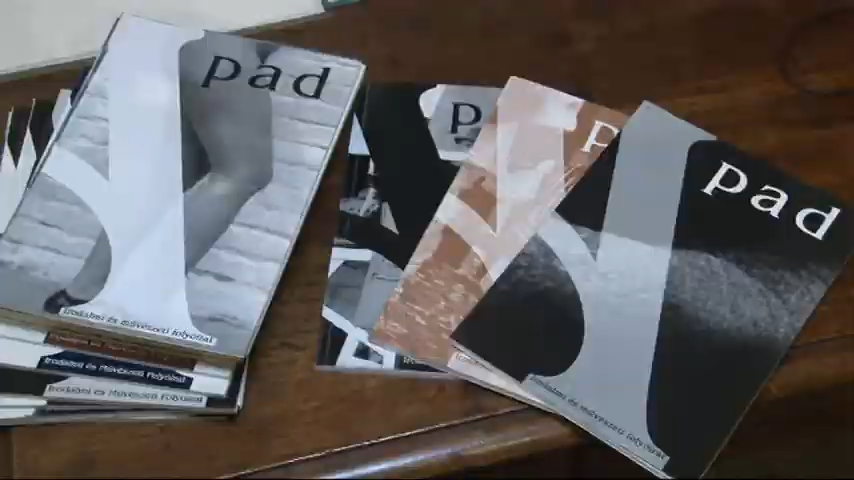 pad
Irodalmi és művészeti folyóirat
Irodalmi és Művészeti Folyóirat
Irodalmi és Művészeti Folyóirat
p
p
pad
Irodalmi és művészeti folyóirat